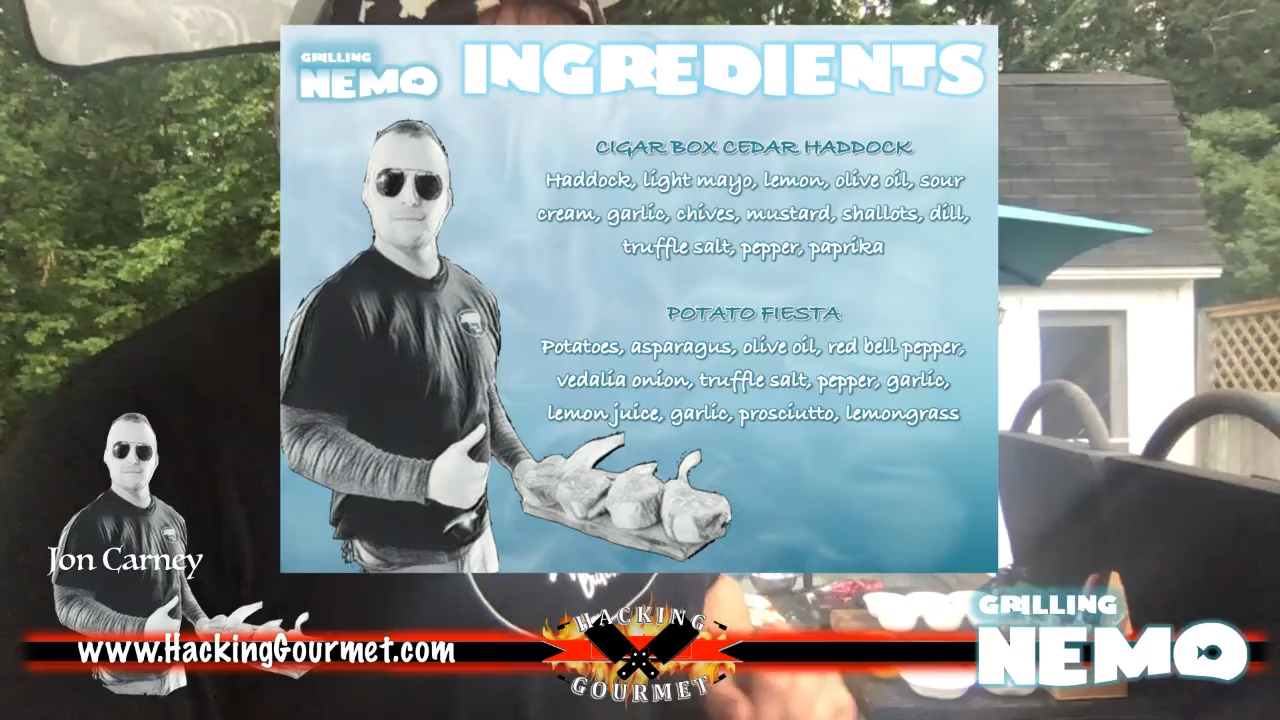 GRILLING
NEMO
INGREDIENTS
CIGAR BOX CEDAR HADDOCK
Haddock, light mayo, lemon, olive oil, sour
cream, garlic, chives, mustard, shallots, dill,
truffle salt, pepper, paprika
POTATO FIESTA
Potatoes, asparagus, olive oil, red bell pepper,
vedalia onion, truffle salt, pepper, garlic,
lemon juice, garlic, prosciutto, lemongrass
Jon Carney
www.HackingGourmet.com
HACKING
GOURMET
GRILLING
NEMO